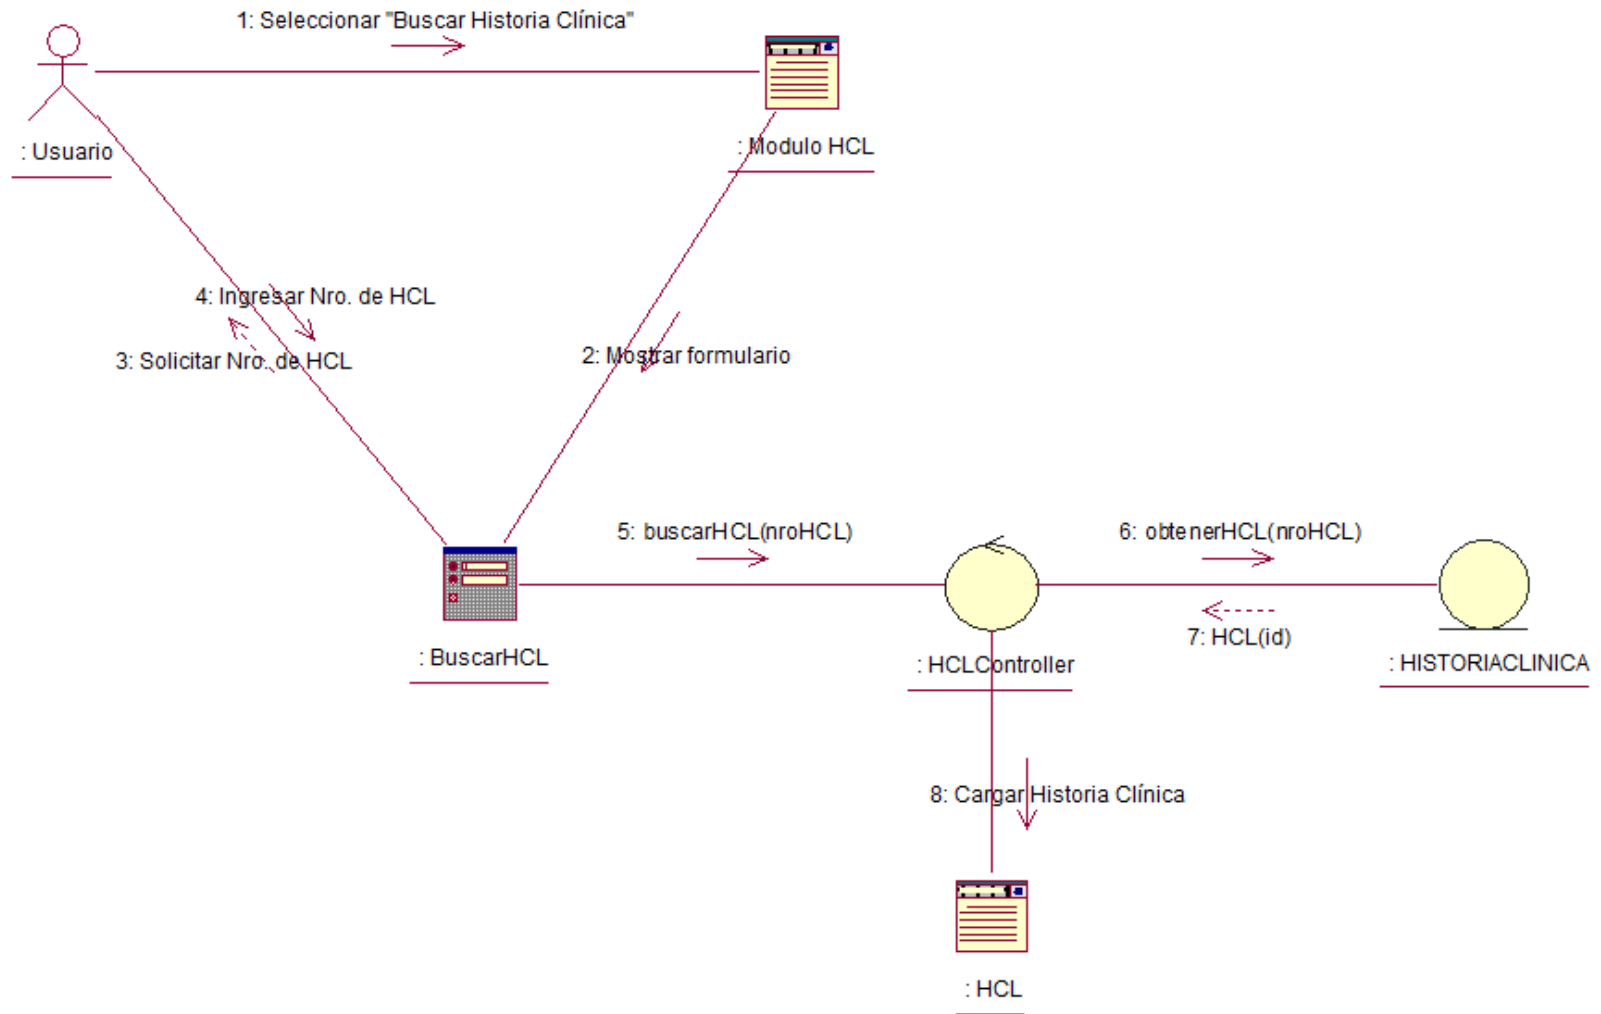 1: Seleccionar "Buscar Historia Clínica"
: Usuario
: Modulo HCL
4: Ingresar Nro. de HCL
3: Solicitar Nro. de HCL
2: Mostrar formulario
5: buscarHCL(nroHCL)
6: obtenerHCL(nroHCL)
7: HCL(id)
: BuscarHCL
: HCLController
: HISTORIACLINICA
8: Cargar Historia Clínica
: HCL